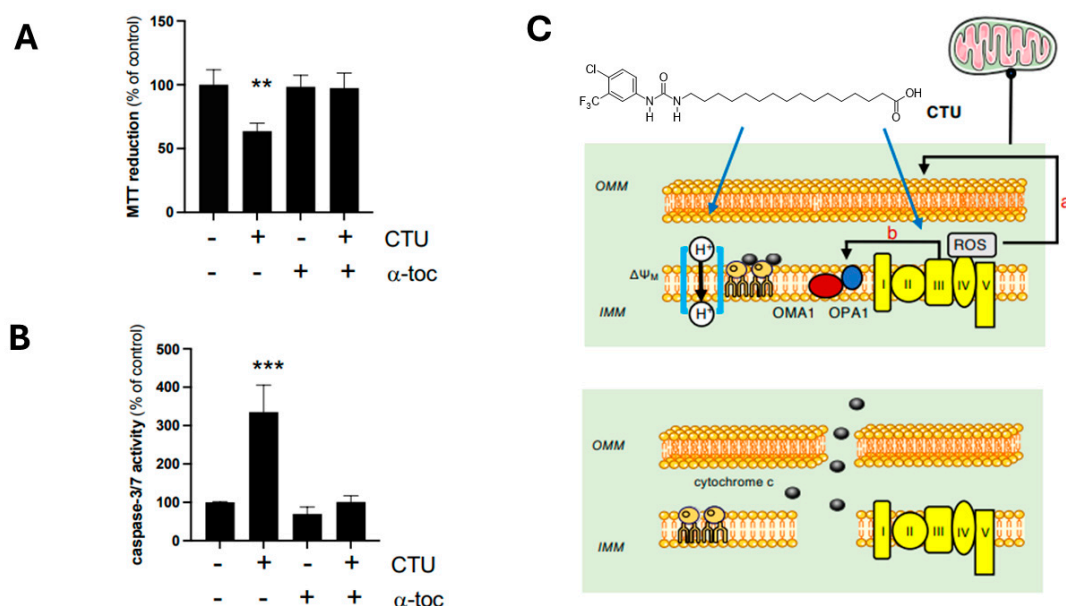 A
MTT reduction (% of control)
150
100
50
0
**
- + - + CTU
- - + + α-toc
B
caspase-3/7 activity (% of control)
500
400
300
200
100
0
***
- + - + CTU
- - + + α-toc
C
Cl
F₃C
N
H
O
N
H
OH
O
CTU
OMM
a
b
ROS
H⁺
ΔΨM
I II III IV V
IMM
H⁺
OMA1 OPA1
OMM
cytochrome c
I II III IV V
IMM